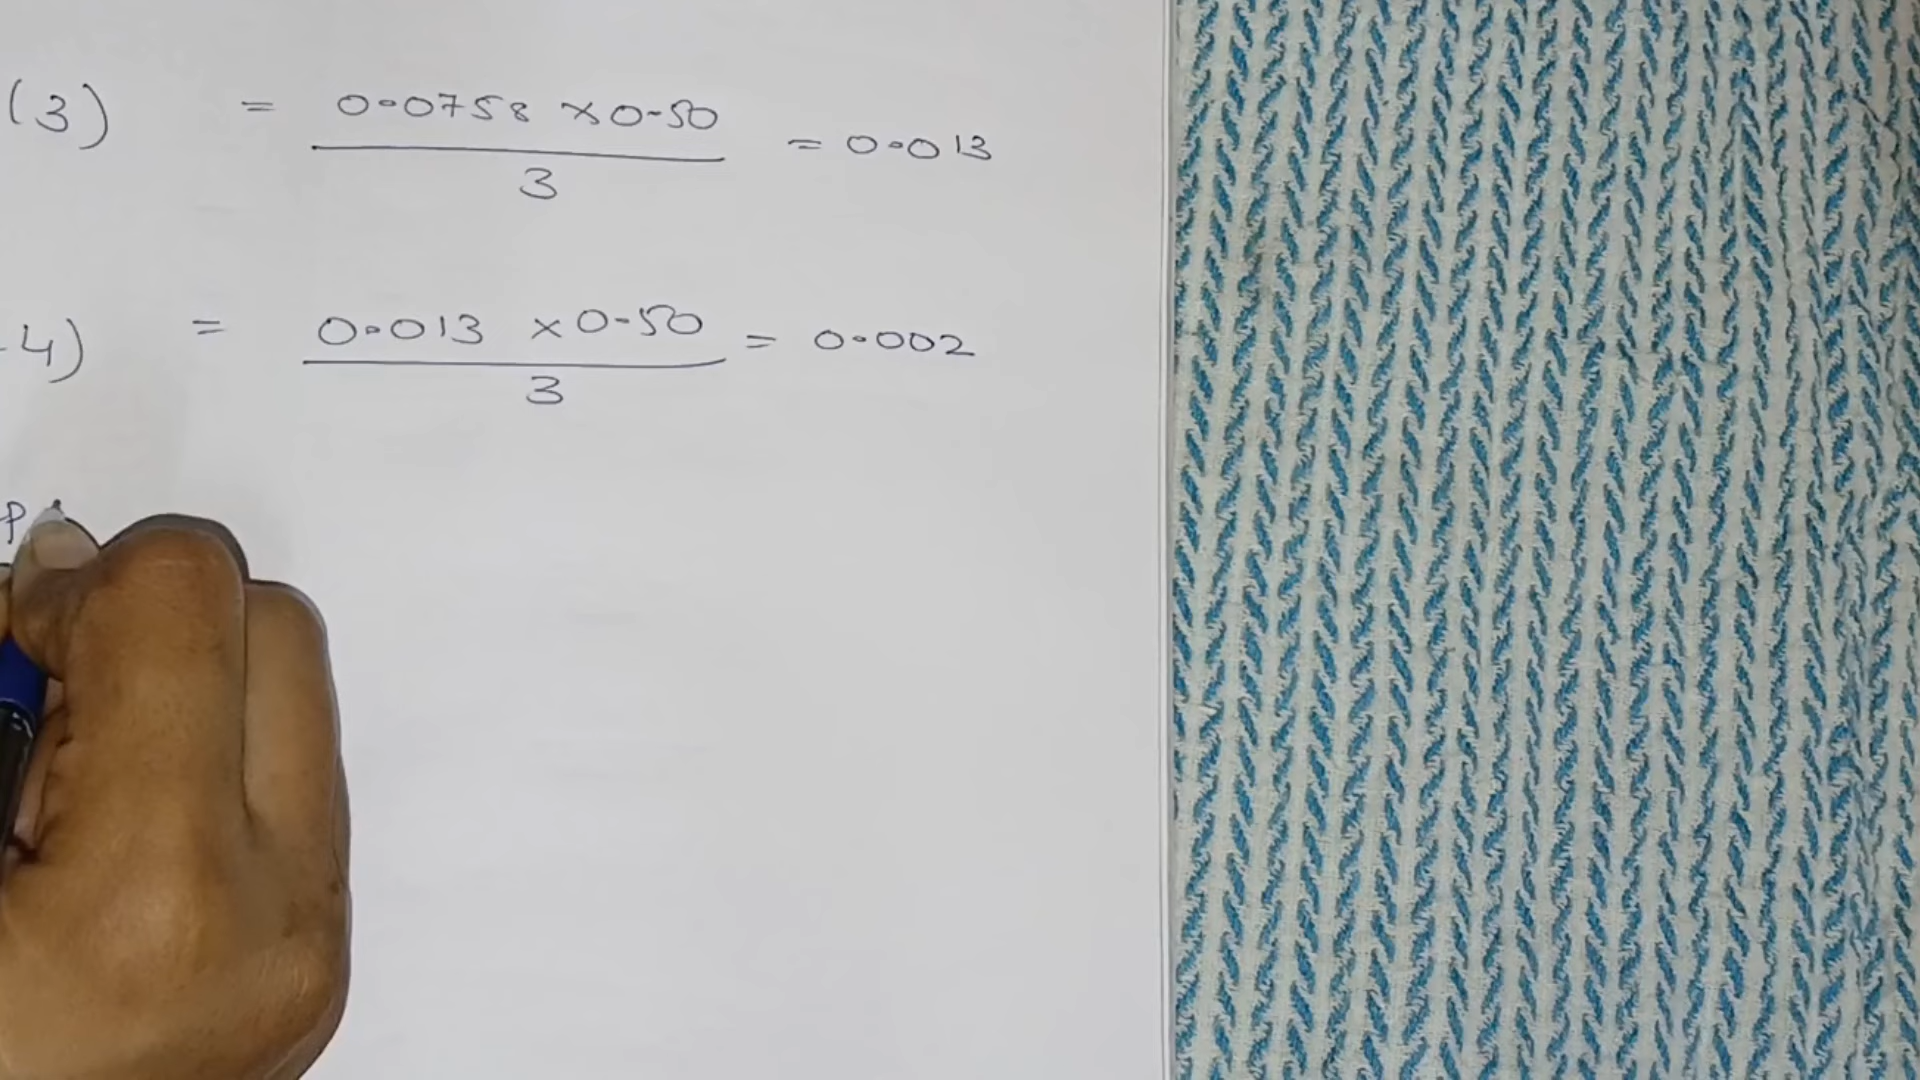 (3) = 0.0758 × 0.50 / 3 = 0.013
4) = 0.013 × 0.50 / 3 = 0.002
P